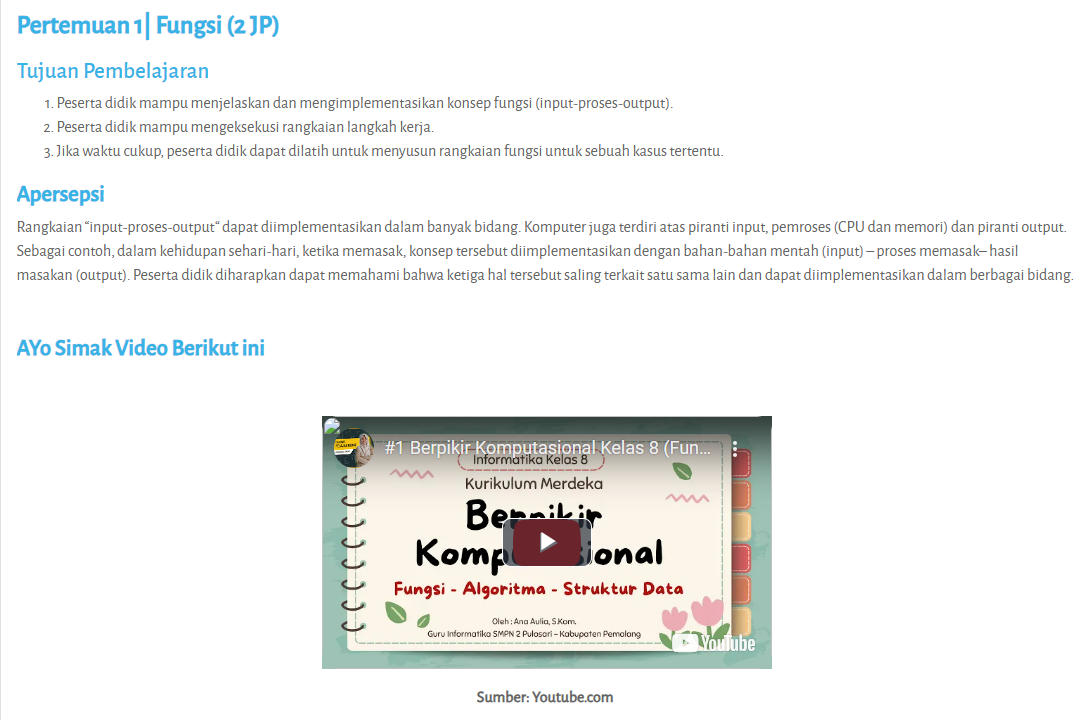 Pertemuan 1| Fungsi (2 JP)
Tujuan Pembelajaran
1. Peserta didik mampu menjelaskan dan mengimplementasikan konsep fungsi (input-proses-output).
2. Peserta didik mampu mengeksekusi rangkaian langkah kerja.
3. Jika waktu cukup, peserta didik dapat dilatih untuk menyusun rangkaian fungsi untuk sebuah kasus tertentu.
Apersepsi
Rangkaian “input-proses-output“ dapat diimplementasikan dalam banyak bidang. Komputer juga terdiri atas piranti input, pemroses (CPU dan memori) dan piranti output.
Sebagai contoh, dalam kehidupan sehari-hari, ketika memasak, konsep tersebut diimplementasikan dengan bahan-bahan mentah (input) – proses memasak– hasil
masakan (output). Peserta didik diharapkan dapat memahami bahwa ketiga hal tersebut saling terkait satu sama lain dan dapat diimplementasikan dalam berbagai bidang.
AYo Simak Video Berikut ini
#1 Berpikir Komputasional Kelas 8 (Fun...
Informatika Kelas 8
Kurikulum Merdeka
Berpikir
Komputasional
Fungsi - Algoritma - Struktur Data
Oleh : Ana Aulia, S.Kom.
Guru Informatika SMPN 2 Pulosari – Kabupaten Pemalang
YouTube
Sumber: Youtube.com